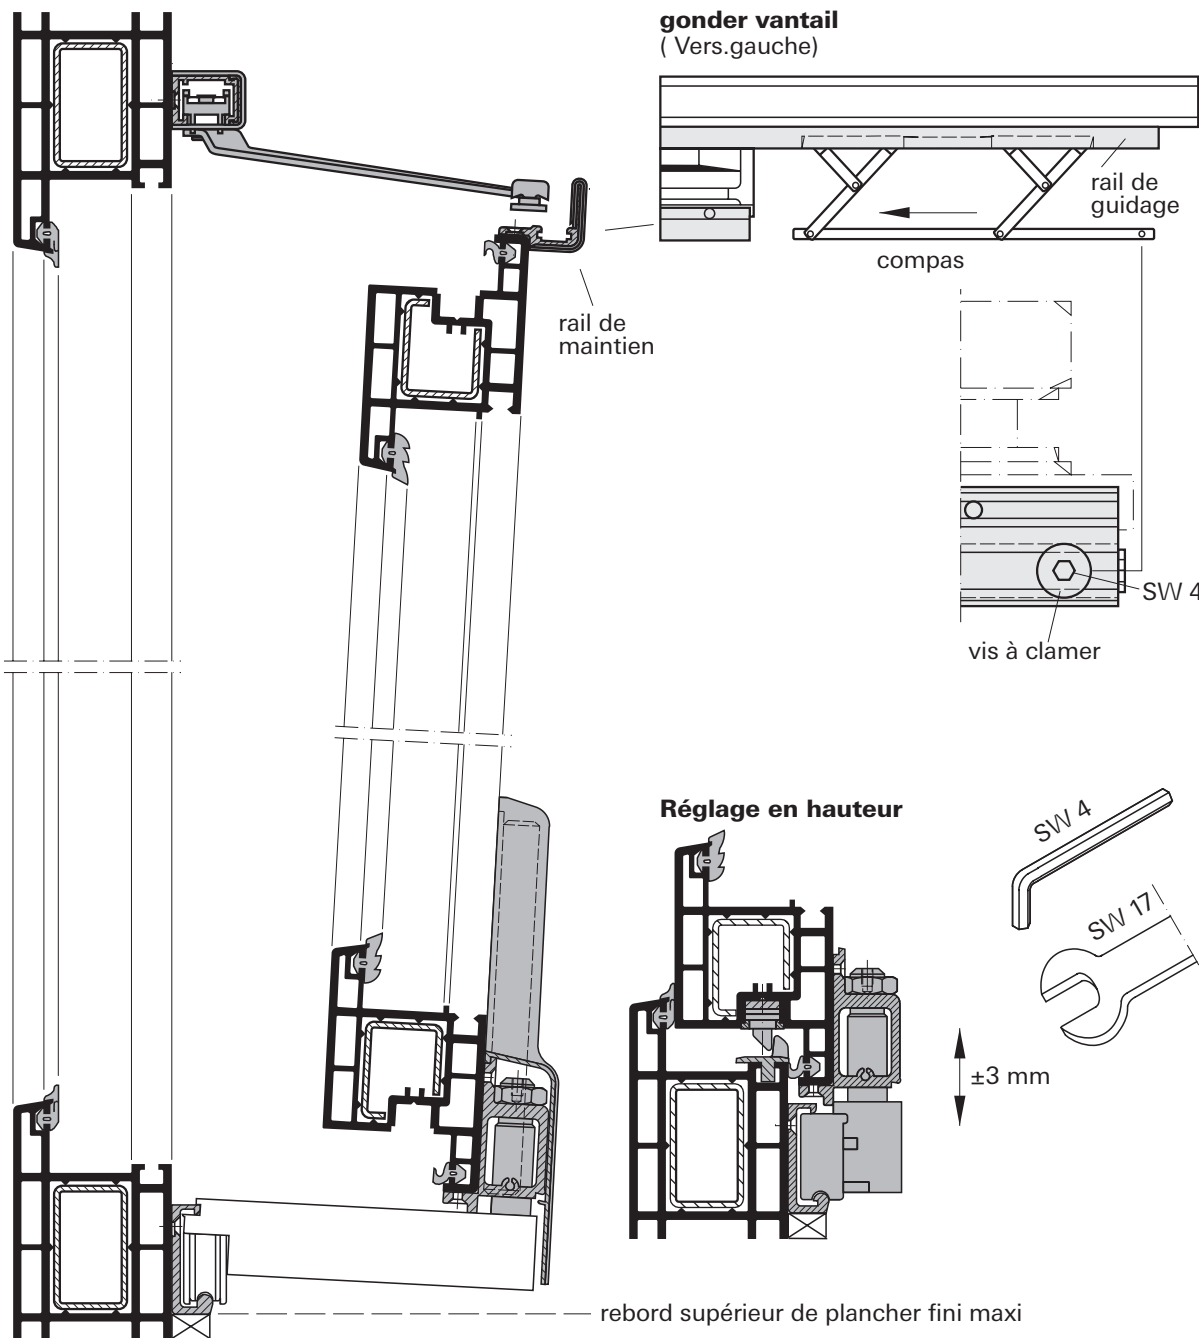 gonder vantail
( Vers.gauche)
rail de
guidage
compas
rail de
maintien
SW 4
vis à clamer
Réglage en hauteur
SW 4
SW 17
±3 mm
rebord supérieur de plancher fini maxi